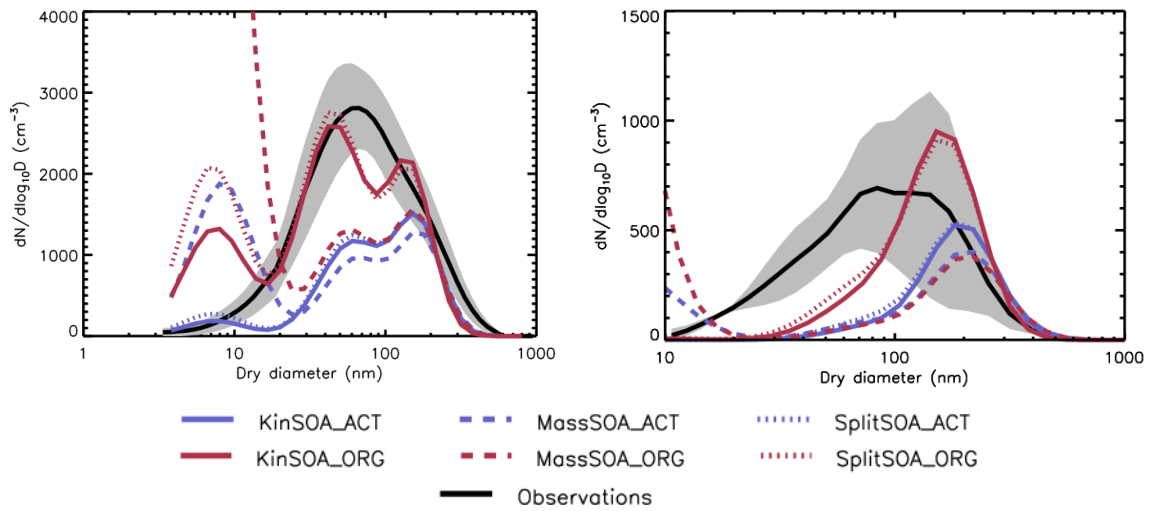 4000
3000
2000
1000
0
dN/dlog₁₀D (cm⁻³)
1
10
100
1000
Dry diameter (nm)
1500
1000
500
0
dN/dlog₁₀D (cm⁻³)
10
100
1000
Dry diameter (nm)
KinSOA_ACT
MassSOA_ACT
SplitSOA_ACT
KinSOA_ORG
MassSOA_ORG
SplitSOA_ORG
Observations